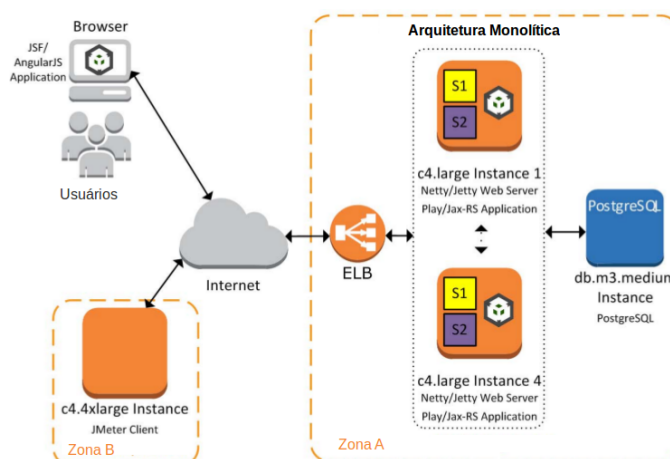 Browser
JSF/
AngularJS
Application
Usuários
Internet
c4.4xlarge Instance
JMeter Client
Zona B
Arquitetura Monolítica
ELB
S1
S2
c4.large Instance 1
Netty/Jetty Web Server
Play/Jax-RS Application
S1
S2
c4.large Instance 4
Netty/Jetty Web Server
Play/Jax-RS Application
Zona A
PostgreSQL
db.m3.medium
Instance
PostgreSQL